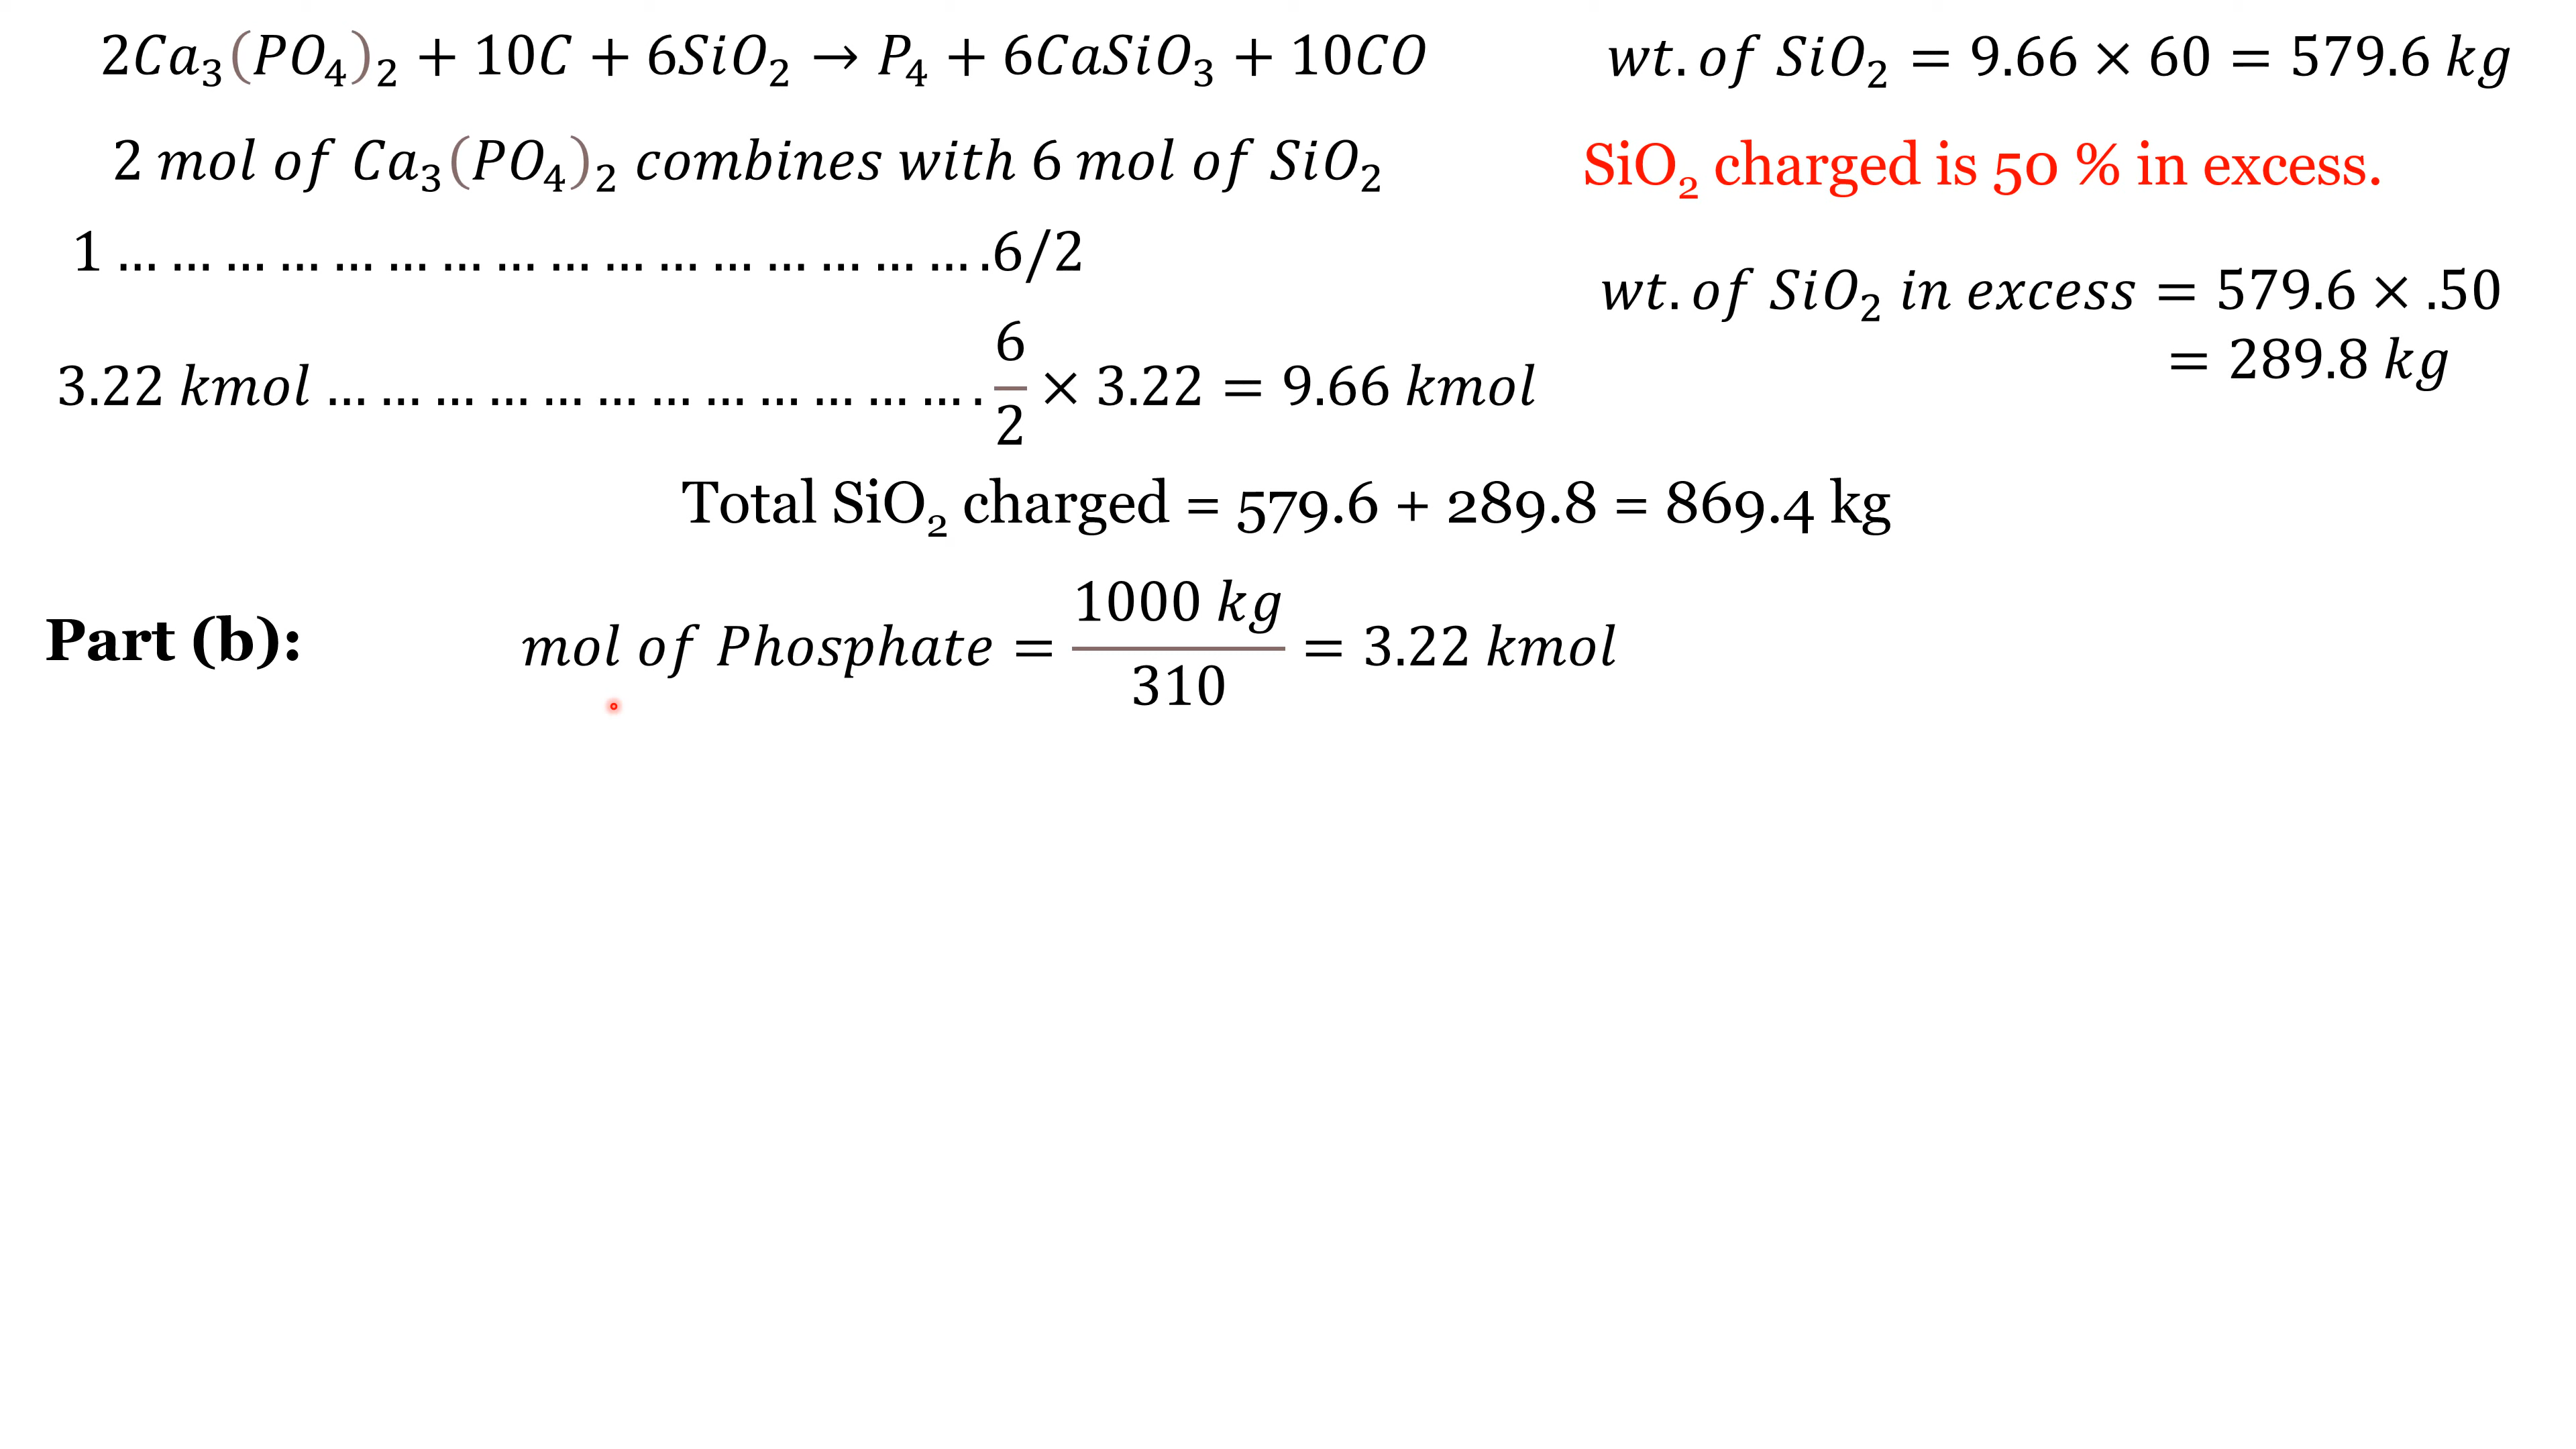 2Ca₃(PO₄)₂ + 10C + 6SiO₂ → P₄ + 6CaSiO₃ + 10CO
2 mol of Ca₃(PO₄)₂ combines with 6 mol of SiO₂
1 … … … … … … … … … … … … … … … ….6/2
3.22 kmol … … … … … … … … … … … …. 6/2 × 3.22 = 9.66 kmol
wt. of SiO₂ = 9.66 × 60 = 579.6 kg
SiO₂ charged is 50 % in excess.
wt. of SiO₂ in excess = 579.6 × .50
= 289.8 kg
Total SiO₂ charged = 579.6 + 289.8 = 869.4 kg
Part (b):
mol of Phosphate = 1000 kg / 310 = 3.22 kmol